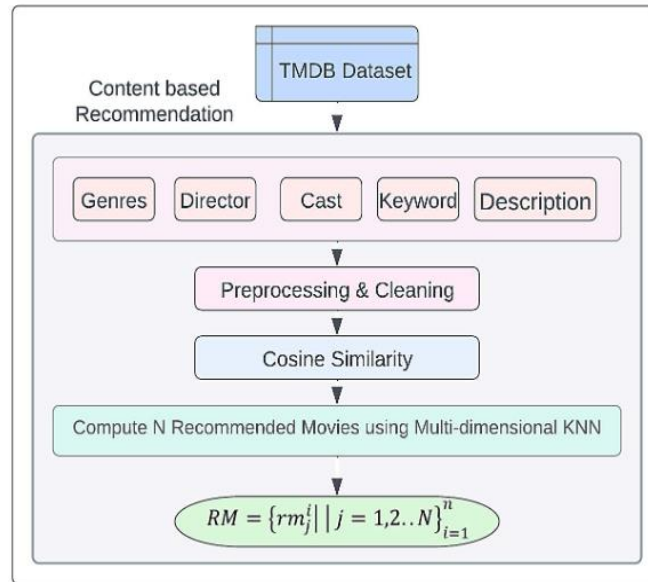 TMDB Dataset
Content based
Recommendation
Genres Director Cast Keyword Description
Preprocessing & Cleaning
Cosine Similarity
Compute N Recommended Movies using Multi-dimensional KNN
RM = {rm_j^i| |j = 1,2..N}_{i=1}^n